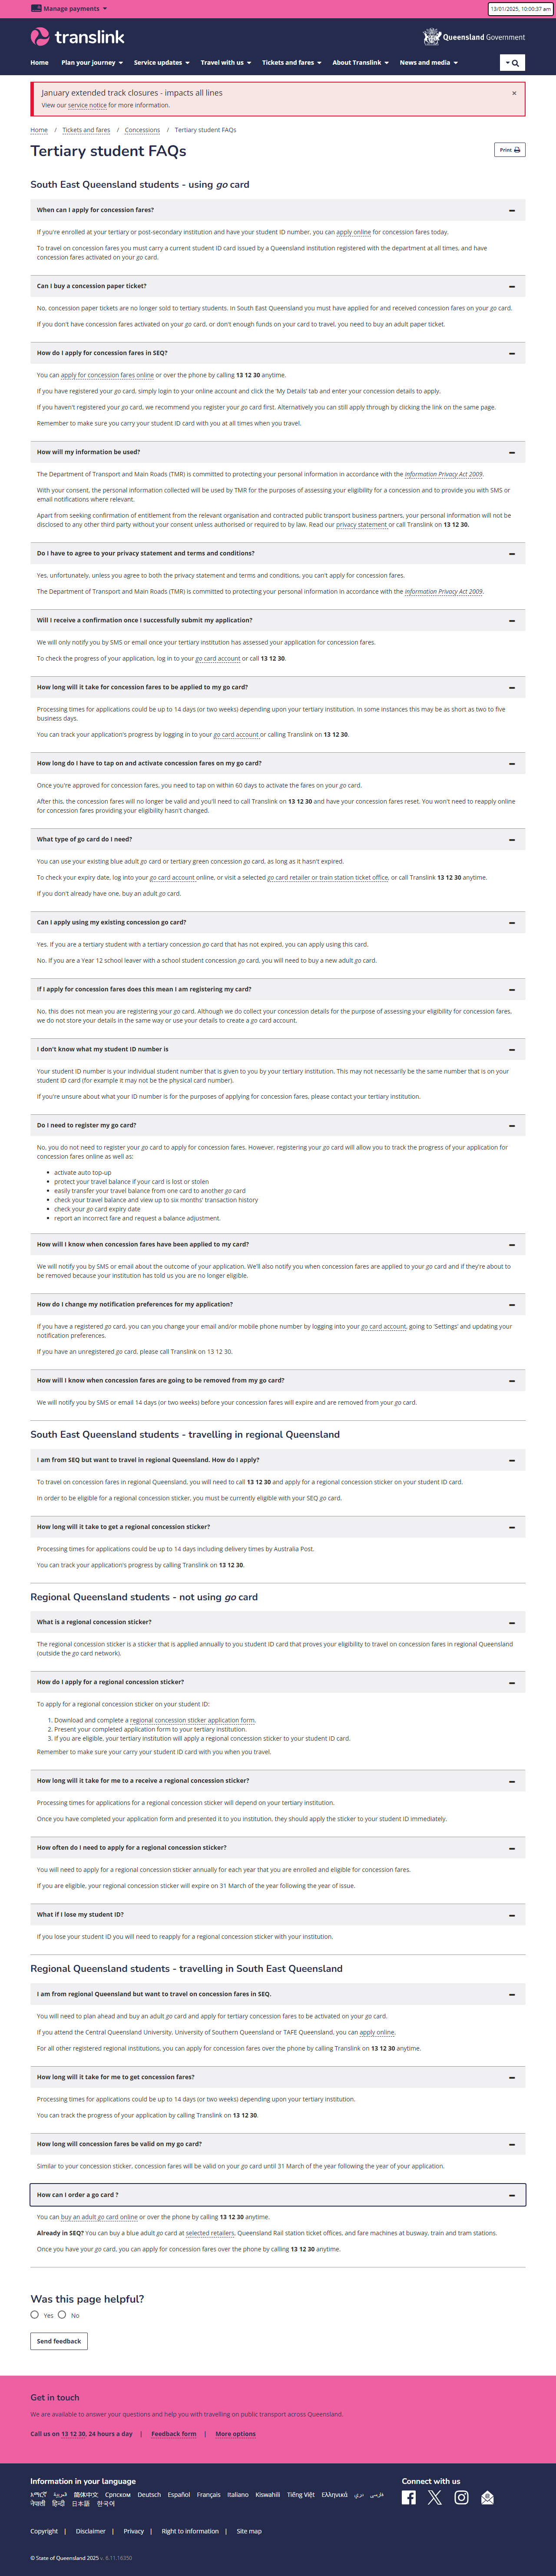 Manage payments
13/01/2025, 10:00:37 am
translink
Queensland Government
Home Plan your journey Service updates Travel with us Tickets and fares About Translink News and media
January extended track closures - impacts all lines
×
View our service notice for more information.
Home / Tickets and fares / Concessions / Tertiary student FAQs
Tertiary student FAQs
Print
South East Queensland students - using go card
When can I apply for concession fares?
If you're enrolled at your tertiary or post-secondary institution and have your student ID number, you can apply online for concession fares today.
To travel on concession fares you must carry a current student ID card issued by a Queensland institution registered with the department at all times, and have
concession fares activated on your go card.
Can I buy a concession paper ticket?
No, concession paper tickets are no longer sold to tertiary students. In South East Queensland you must have applied for and received concession fares on your go card.
If you don't have concession fares activated on your go card, or don't enough funds on your card to travel, you need to buy an adult paper ticket.
How do I apply for concession fares in SEQ?
You can apply for concession fares online or over the phone by calling 13 12 30 anytime.
If you have registered your go card, simply login to your online account and click the 'My Details' tab and enter your concession details to apply.
If you haven't registered your go card, we recommend you register your go card first. Alternatively you can still apply through by clicking the link on the same page.
Remember to make sure you carry your student ID card with you at all times when you travel.
How will my information be used?
The Department of Transport and Main Roads (TMR) is committed to protecting your personal information in accordance with the Information Privacy Act 2009.
With your consent, the personal information collected will be used by TMR for the purposes of assessing your eligibility for a concession and to provide you with SMS or
email notifications where relevant.
Apart from seeking confirmation of entitlement from the relevant organisation and contracted public transport business partners, your personal information will not be
disclosed to any other third party without your consent unless authorised or required to by law. Read our privacy statement or call Translink on 13 12 30.
Do I have to agree to your privacy statement and terms and conditions?
Yes, unfortunately, unless you agree to both the privacy statement and terms and conditions, you can't apply for concession fares.
The Department of Transport and Main Roads (TMR) is committed to protecting your personal information in accordance with the Information Privacy Act 2009.
Will I receive a confirmation once I successfully submit my application?
We will only notify you by SMS or email once your tertiary institution has assessed your application for concession fares.
To check the progress of your application, log in to your go card account or call 13 12 30.
How long will it take for concession fares to be applied to my go card?
Processing times for applications could be up to 14 days (or two weeks) depending upon your tertiary institution. In some instances this may be as short as two to five
business days.
You can track your application's progress by logging in to your go card account or calling Translink on 13 12 30.
How long do I have to tap on and activate concession fares on my go card?
Once you're approved for concession fares, you need to tap on within 60 days to activate the fares on your go card.
After this, the concession fares will no longer be valid and you'll need to call Translink on 13 12 30 and have your concession fares reset. You won't need to reapply online
for concession fares providing your eligibility hasn't changed.
What type of go card do I need?
You can use your existing blue adult go card or tertiary green concession go card, as long as it hasn't expired.
To check your expiry date, log into your go card account online, or visit a selected go card retailer or train station ticket office, or call Translink 13 12 30 anytime.
If you don't already have one, buy an adult go card.
Can I apply using my existing concession go card?
Yes, if you are a tertiary student with a tertiary concession go card that has not expired, you can apply using this card.
No, if you are a Year 12 school leaver with a school student concession go card, you will need to buy a new adult go card.
If I apply for concession fares does this mean I am registering my card?
No, this does not mean you are registering your go card. Although we do collect your concession details for the purpose of assessing your eligibility for concession fares,
we do not store your details in the same way or use your details to create a go card account.
I don't know what my student ID number is
Your student ID number is your individual student number that is given to you by your tertiary institution. This may not necessarily be the same number that is on your
student ID card (for example it may not be the physical card number).
If you're unsure about what your ID number is for the purposes of applying for concession fares, please contact your tertiary institution.
Do I need to register my go card?
No, you do not need to register your go card to apply for concession fares. However, registering your go card will allow you to track the progress of your application for
concession fares online as well as;
• activate auto top-up
• protect your travel balance if your card is lost or stolen
• easily transfer your travel balance from one card to another go card
• check your travel balance and view up to six months' transaction history
• check your go card expiry date
• report an incorrect fare and request a balance adjustment.
How will I know when concession fares have been applied to my card?
We will notify you by SMS or email about the outcome of your application. We'll also notify you when concession fares are applied to your go card and if they're about to
be removed because your institution has told us you are no longer eligible.
How do I change my notification preferences for my application?
If you have a registered go card, you can you change your email and/or mobile phone number by logging into your go card account, going to 'Settings' and updating your
notification preferences.
If you have an unregistered go card, please call Translink on 13 12 30.
How will I know when concession fares are going to be removed from my go card?
We will notify you by SMS or email 14 days (or two weeks) before your concession fares will expire and are removed from your go card.
South East Queensland students - travelling in regional Queensland
I am from SEQ but want to travel in regional Queensland. How do I apply?
To travel on concession fares in regional Queensland, you will need to call 13 12 30 and apply for a regional concession sticker on your student ID card.
In order to be eligible for a regional concession sticker, you must be currently eligible with your SEQ go card.
How long will it take to get a regional concession sticker?
Processing times for applications could be up to 14 days including delivery times by Australia Post.
You can track your application's progress by calling Translink on 13 12 30.
Regional Queensland students - not using go card
What is a regional concession sticker?
The regional concession sticker is a sticker that is applied annually to you student ID card that proves your eligibility to travel on concession fares in regional Queensland
(outside the go card network).
How do I apply for a regional concession sticker?
To apply for a regional concession sticker on your student ID:
1. Download and complete a regional concession sticker application form.
2. Present your completed application form to your tertiary institution.
3. If you are eligible, your tertiary institution will apply a regional concession sticker to your student ID card.
Remember to make sure your carry your student ID card with you when you travel.
How long will it take for me to a receive a regional concession sticker?
Processing times for applications for a regional concession sticker will depend on your tertiary institution.
Once you have completed your application form and presented it to you institution, they should apply the sticker to your student ID immediately.
How often do I need to apply for a regional concession sticker?
You will need to apply for a regional concession sticker annually for each year that you are enrolled and eligible for concession fares.
If you are eligible, your regional concession sticker will expire on 31 March of the year following the year of issue.
What if I lose my student ID?
If you lose your student ID you will need to reapply for a regional concession sticker with your institution.
Regional Queensland students - travelling in South East Queensland
I am from regional Queensland but want to travel on concession fares in SEQ.
You will need to plan ahead and buy an adult go card and apply for tertiary concession fares to be activated on your go card.
If you attend the Central Queensland University, University of Southern Queensland or TAFE Queensland, you can apply online.
For all other registered regional institutions, you can apply for concession fares over the phone by calling Translink on 13 12 30 anytime.
How long will it take for me to get concession fares?
Processing times for applications could be up to 14 days (or two weeks) depending upon your tertiary institution.
You can track the progress of your application by calling Translink on 13 12 30.
How long will concession fares be valid on my go card?
Similar to your concession sticker, concession fares will be valid on your go card until 31 March of the year following the year of your application.
How can I order a go card ?
You can buy an adult go card online or over the phone by calling 13 12 30 anytime.
Already in SEQ? You can buy a blue adult go card at selected retailers, Queensland Rail station ticket offices, and fare machines at busway, train and tram stations.
Once you have your go card, you can apply for concession fares over the phone by calling 13 12 30 anytime.
Was this page helpful?
Yes No
Send feedback
Get in touch
We are available to answer your questions and help you with travelling on public transport across Queensland.
Call us on 13 12 30, 24 hours a day | Feedback form | More options
Information in your language
Connect with us
አማርኛ العربية 简体中文 Српском Deutsch Español Français Italiano Kiswahili Tiếng Việt Ελληνικά دري فارسی
नेपाली हिन्दी 日本語 한국어
Copyright | Disclaimer | Privacy | Right to information | Site map
© State of Queensland 2025 v. 6.11.16350